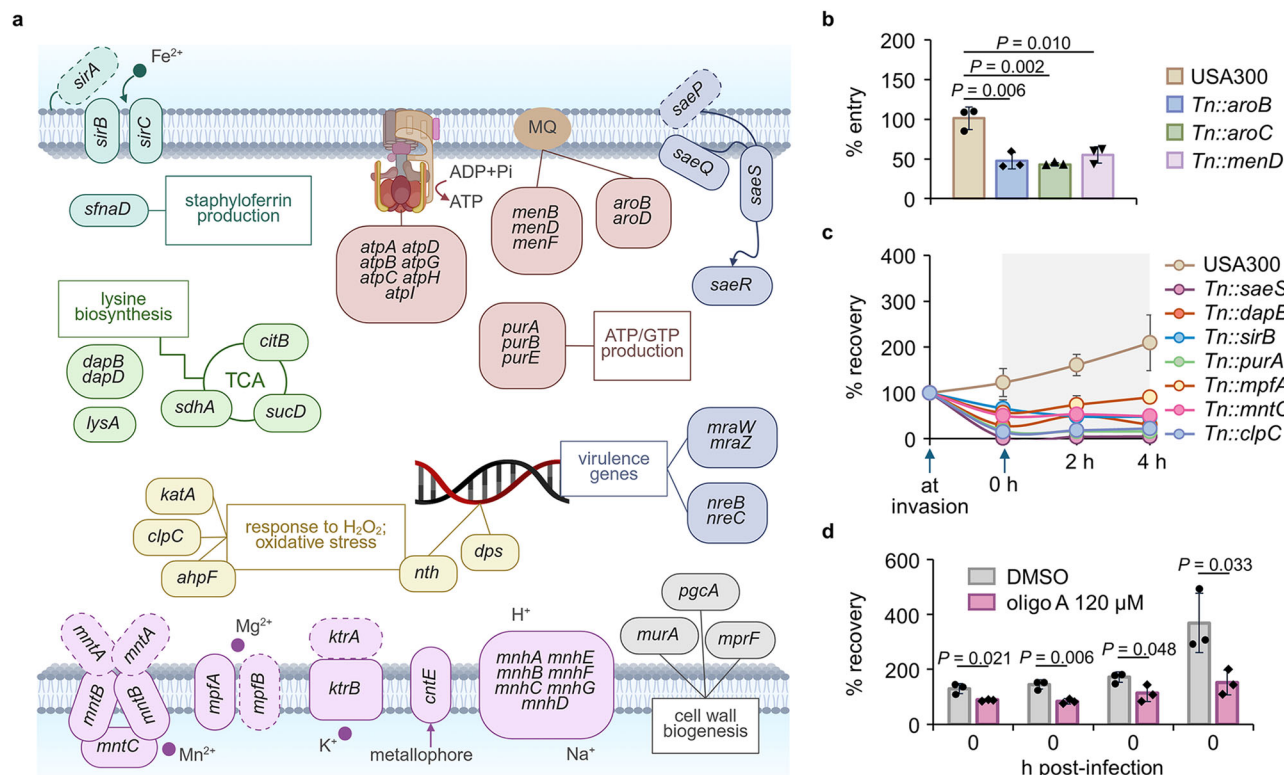 a
sirA
Fe²⁺
sirB
sirC
sfnaD
staphyloferrin
production
ADP+Pi
ATP
atpA atpD
atpB atpG
atpC atpH
atpI
MQ
menB
menD
menF
aroB
aroD
saeP
saeQ
saeS
saeR
lysine
biosynthesis
dapB
dapD
lysA
citB
TCA
sdhA
sucD
purA
purB
purE
ATP/GTP
production
virulence
genes
mraW
mraZ
nreB
nreC
katA
clpC
ahpF
response to H₂O₂;
oxidative stress
nth
dps
mntA
mntA
mntB
mntB
mntC
Mn²⁺
Mg²⁺
mpfA
mpfB
ktrA
ktrB
K⁺
cntE
metallophore
H⁺
mnhA mnhE
mnhB mnhF
mnhC mnhG
mnhD
Na⁺
pgcA
murA
mprF
cell wall
biogenesis
b
% entry
200
150
100
50
0
P = 0.010
P = 0.002
P = 0.006
USA300
Tn::aroB
Tn::aroC
Tn::menD
c
% recovery
400
300
200
100
0
at
invasion
0 h
2 h
4 h
USA300
Tn::saeS
Tn::dapB
Tn::sirB
Tn::purA
Tn::mpfA
Tn::mntC
Tn::clpC
d
% recovery
600
400
200
0
DMSO
oligo A 120 µM
P = 0.021
P = 0.006
P = 0.048
P = 0.033
0 0 0 0
h post-infection